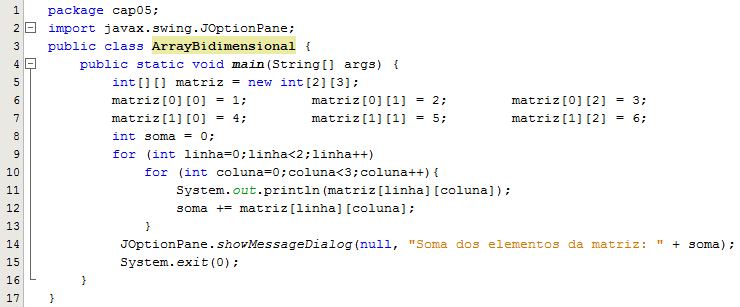 1 package cap05;
2 import javax.swing.JOptionPane;
3 public class ArrayBidimensional {
4 public static void main(String[] args) {
5 int[][] matriz = new int[2][3];
6 matriz[0][0] = 1; matriz[0][1] = 2; matriz[0][2] = 3;
7 matriz[1][0] = 4; matriz[1][1] = 5; matriz[1][2] = 6;
8 int soma = 0;
9 for (int linha=0;linha<2;linha++)
10 for (int coluna=0;coluna<3;coluna++){
11 System.out.println(matriz[linha][coluna]);
12 soma += matriz[linha][coluna];
13 }
14 JOptionPane.showMessageDialog(null, "Soma dos elementos da matriz: " + soma);
15 System.exit(0);
16 }
17 }